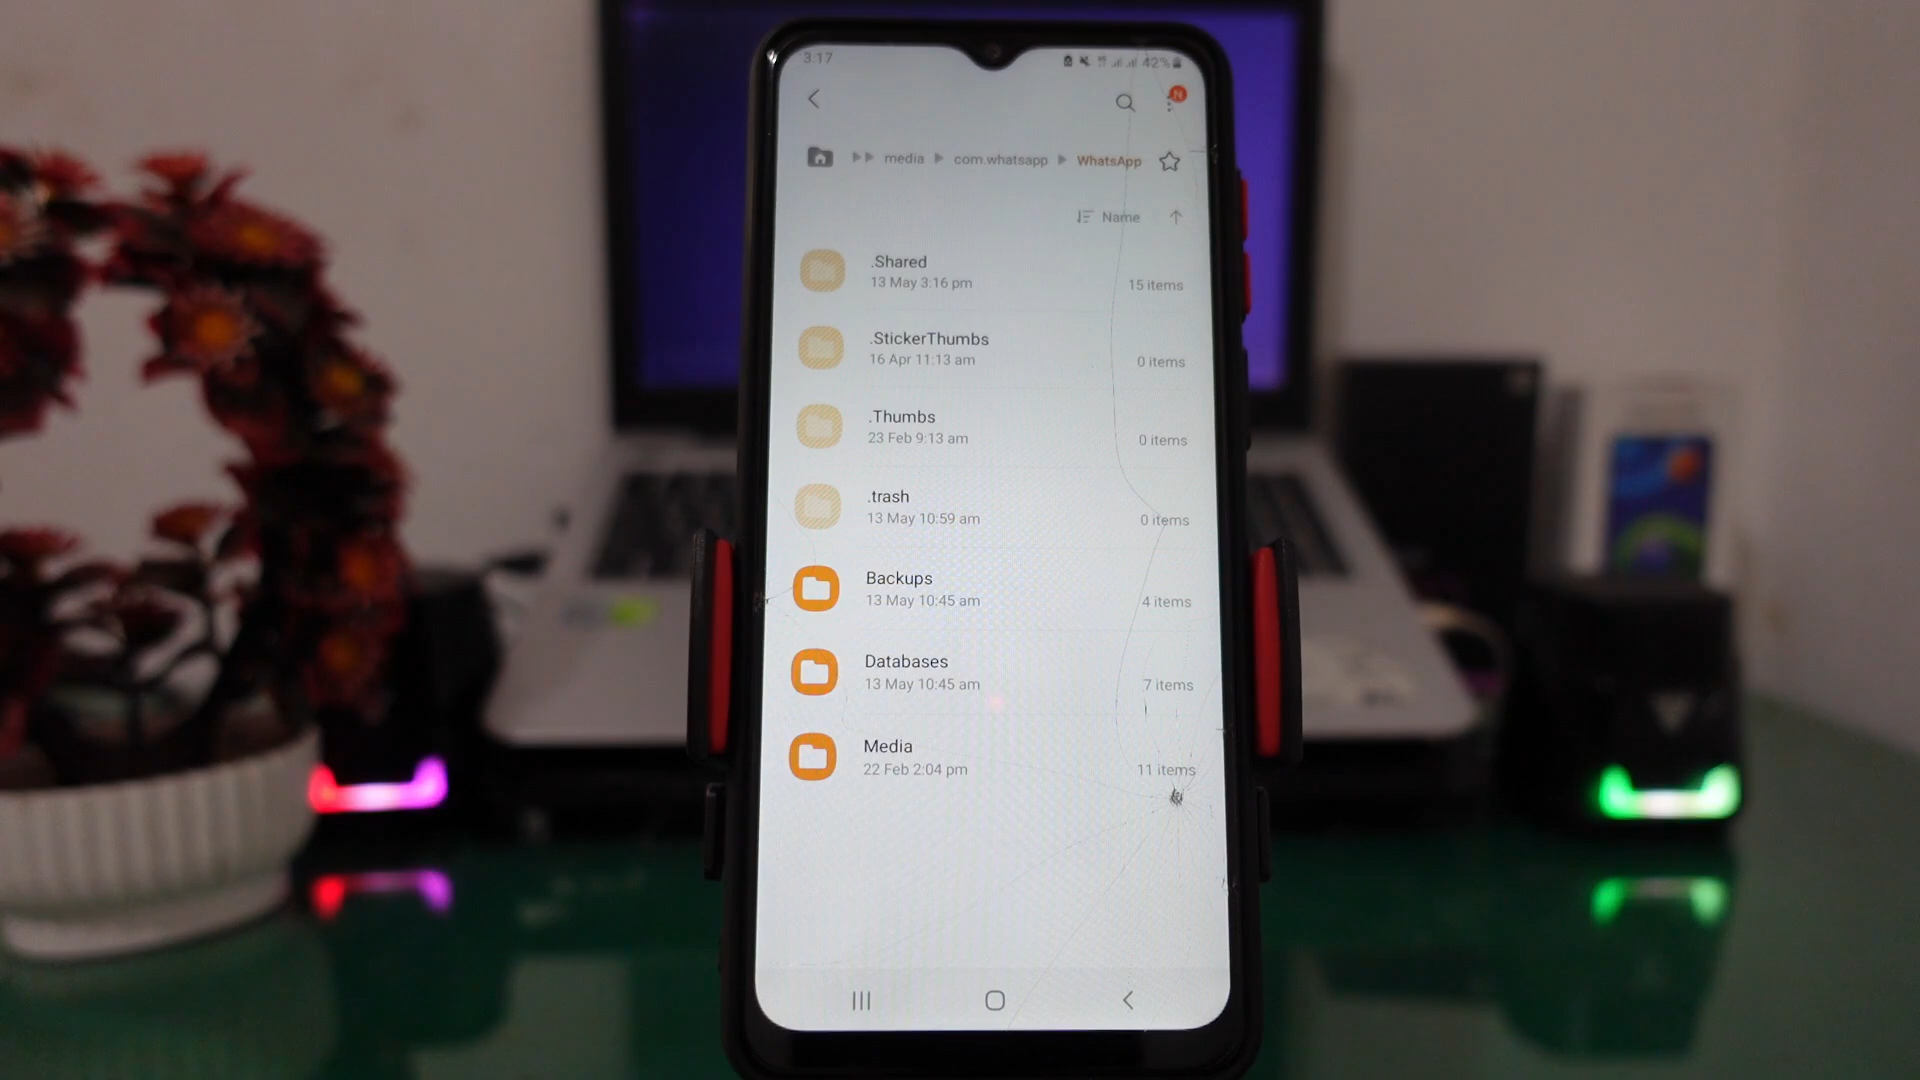 3:17
42%
N
media com.whatsapp WhatsApp
Name
.Shared
13 May 3:16 pm
15 items
.StickerThumbs
16 Apr 11:13 am
0 items
.Thumbs
23 Feb 9:13 am
0 items
.trash
13 May 10:59 am
0 items
Backups
13 May 10:45 am
4 items
Databases
13 May 10:45 am
7 items
Media
22 Feb 2:04 pm
11 items